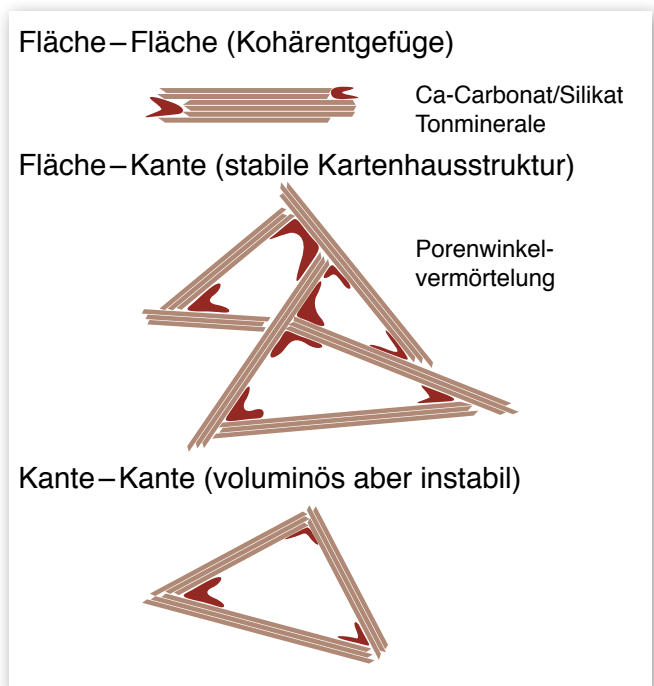 Fläche – Fläche (Kohärentgefüge)
Ca-Carbonat/Silikat
Tonminerale
Fläche – Kante (stabile Kartenhausstruktur)
Porenwinkel-
vermörtelung
Kante – Kante (voluminös aber instabil)